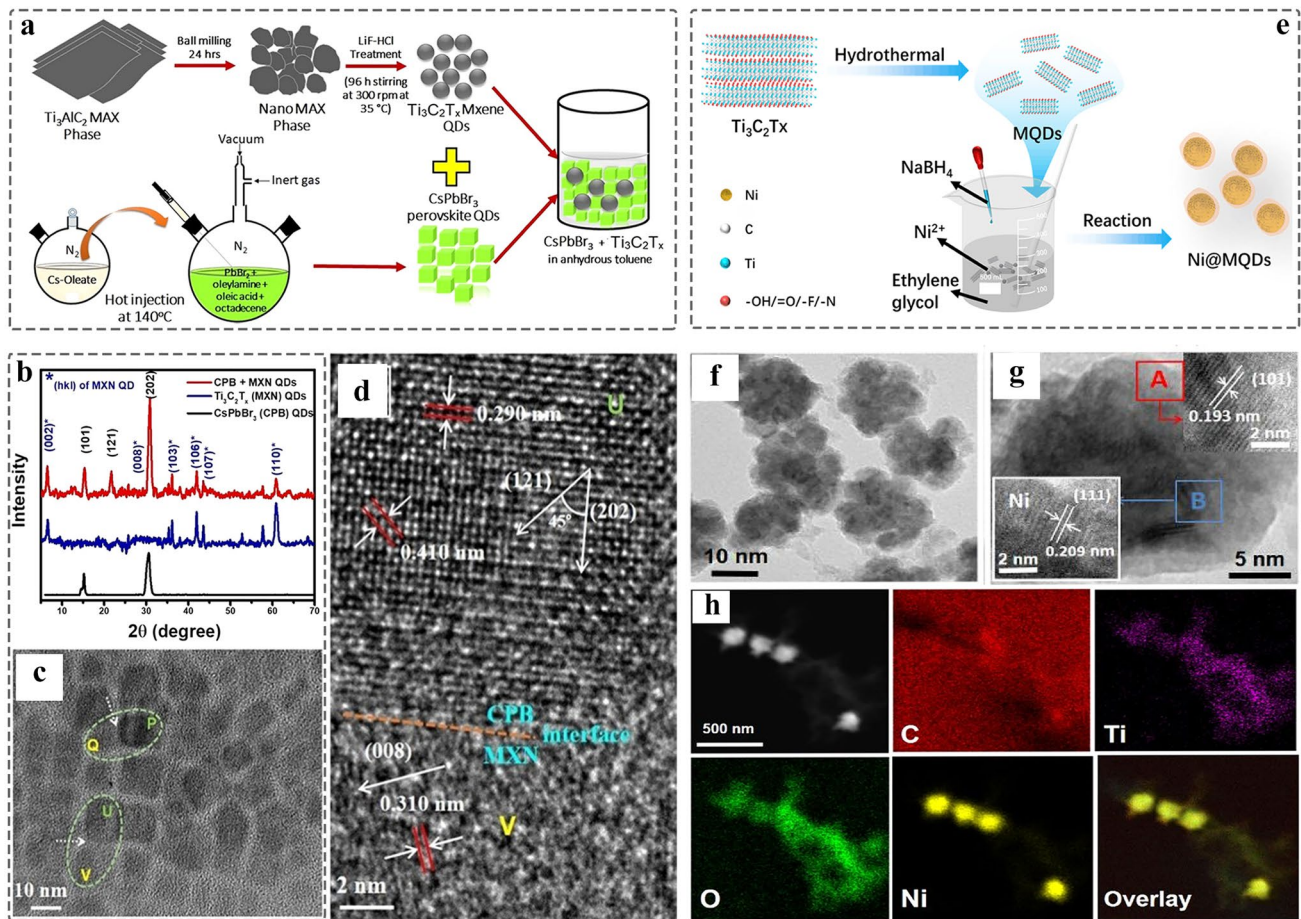 a
Ball milling
24 hrs
LiF-HCl
Treatment
(96 h stirring
at 300 rpm at
35 °C)
Ti₃AlC₂ MAX
Phase
Nano MAX
Phase
Ti₃C₂Tₓ Mxene
QDs
Vacuum
Inert gas
N₂
Cs-Oleate
N₂
PbBr₂ +
oleylamine +
oleic acid +
octadecene
Hot injection
at 140ºC
CsPbBr₃
perovskite QDs
CsPbBr₃ + Ti₃C₂Tₓ
in anhydrous toluene
e
Hydrothermal
Ti₃C₂Tx
MQDs
NaBH₄
Ni²⁺
Ethylene
glycol
Ni
C
Ti
-OH/=O/-F/-N
Reaction
Ni@MQDs
b
* (hkl) of MXN QD
CPB + MXN QDs
Ti₃C₂Tₓ (MXN) QDs
CsPbBr₃ (CPB) QDs
(002)*
(101)
(121)
(008)*
(202)
(103)*
(106)*
(107)*
(110)*
Intensity
10 20 30 40 50 60 70
2θ (degree)
c
P
Q
U
V
10 nm
d
0.290 nm
U
(121)
(202)
45°
0.410 nm
CPB
interface
MXN
(008)
0.310 nm
V
2 nm
f
10 nm
g
A
(101)
0.193 nm
2 nm
Ni
(111)
0.209 nm
2 nm
B
5 nm
h
500 nm
C
Ti
O
Ni
Overlay